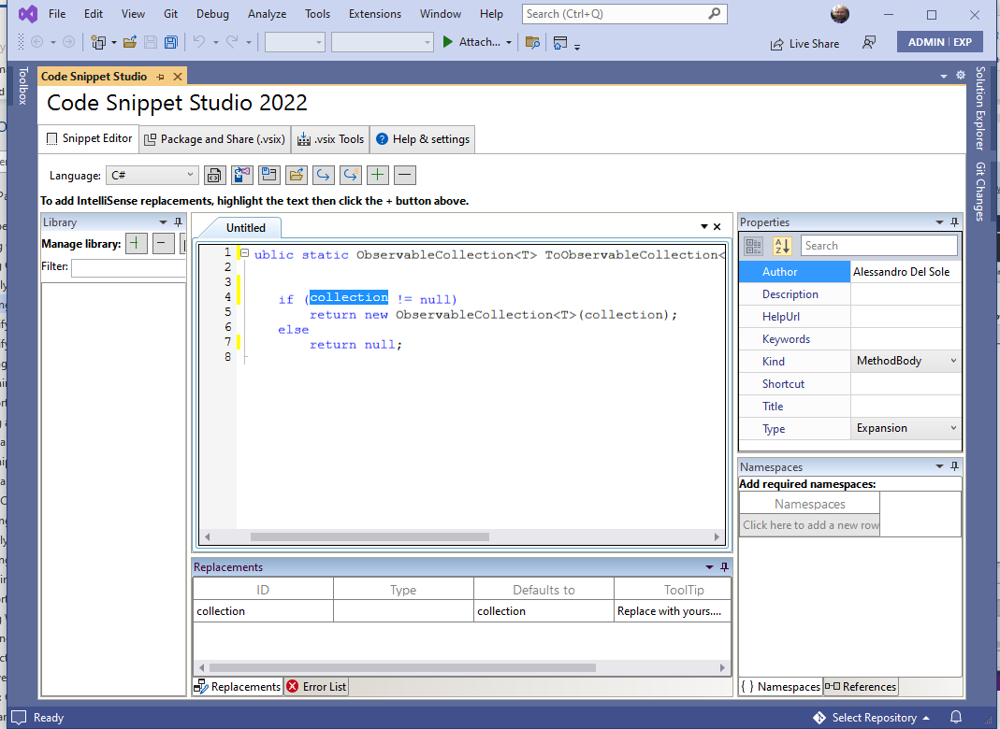 File Edit View Git Debug Analyze Tools Extensions Window Help Search (Ctrl+Q)
Attach... Live Share ADMIN | EXP
Toolbox
Code Snippet Studio
Solution Explorer
Git Changes
Code Snippet Studio 2022
Snippet Editor Package and Share (.vsix) .vsix Tools Help & settings
Language: C#
To add IntelliSense replacements, highlight the text then click the + button above.
Library
Manage library:
Filter:
Untitled
1 ublic static ObservableCollection<T> ToObservableCollection<
2
3
4 if (collection != null)
5 return new ObservableCollection<T>(collection);
6 else
7 return null;
8
Properties
Search
Author Alessandro Del Sole
Description
HelpUrl
Keywords
Kind MethodBody
Shortcut
Title
Type Expansion
Namespaces
Add required namespaces:
Namespaces
Click here to add a new row
Replacements
ID Type Defaults to ToolTip
collection collection Replace with yours....
Replacements Error List
{ } Namespaces References
Ready Select Repository